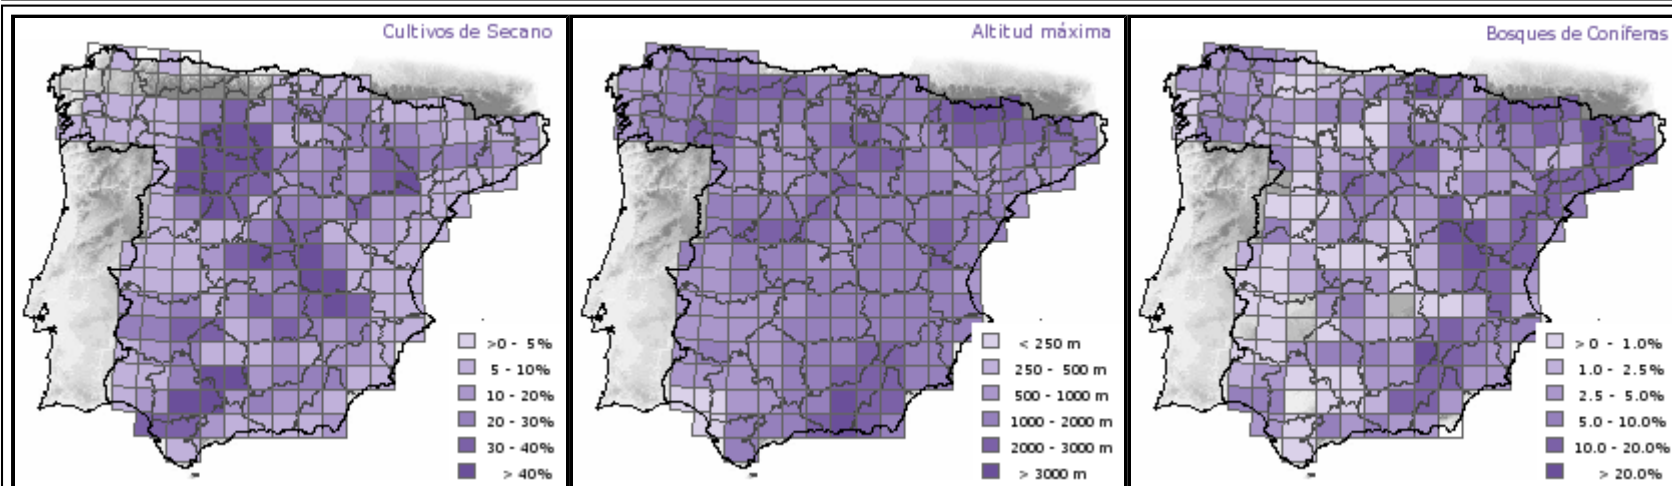 Cultivos de Secano
>0 - 5%
5 - 10%
10 - 20%
20 - 30%
30 - 40%
> 40%
Altitud máxima
< 250 m
250 - 500 m
500 - 1000 m
1000 - 2000 m
2000 - 3000 m
> 3000 m
Bosques de Coníferas
> 0 - 1.0%
1.0 - 2.5%
2.5 - 5.0%
5.0 - 10.0%
10.0 - 20.0%
> 20.0%